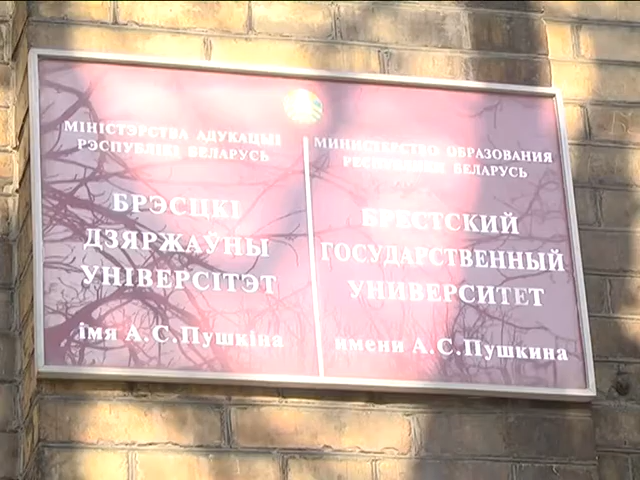 МІНІСТЭРСТВА АДУКАЦЫІ
РЭСПУБЛІКІ БЕЛАРУСЬ
БРЭСЦКІ
ДЗЯРЖАЎНЫ
УНІВЕРСІТЭТ
імя А.С.Пушкіна
МИНИСТЕРСТВО ОБРАЗОВАНИЯ
РЕСПУБЛИКИ БЕЛАРУСЬ
БРЕСТСКИЙ
ГОСУДАРСТВЕННЫЙ
УНИВЕРСИТЕТ
имени А.С.Пушкина